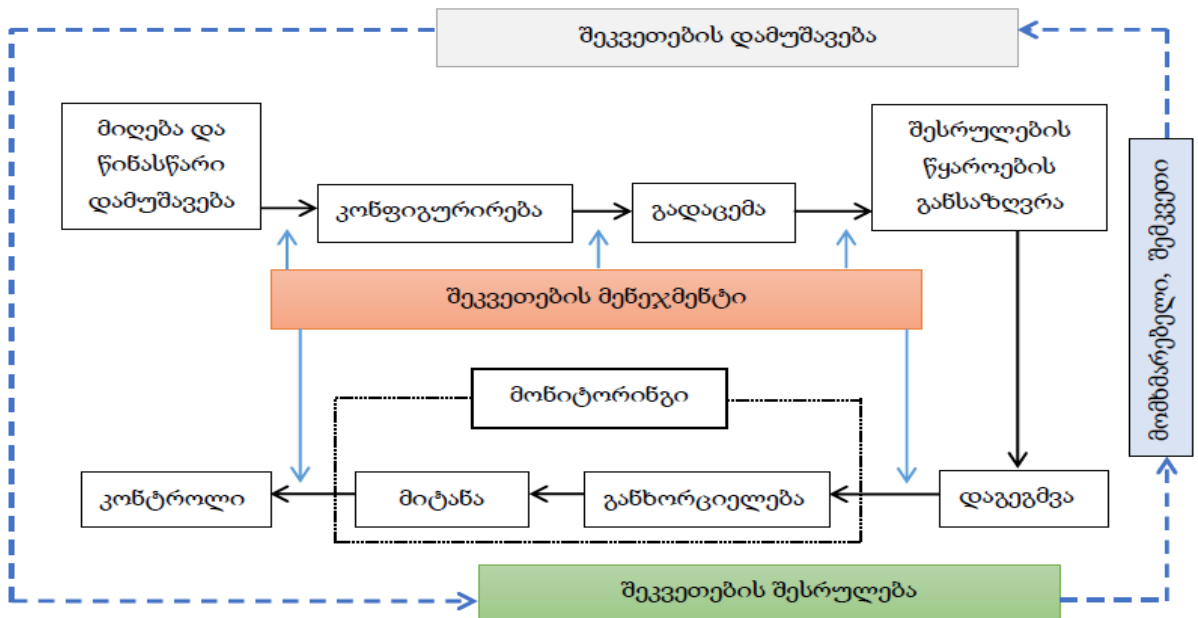 შეკვეთების დამუშავება
მიღება და
წინასწარი
დამუშავება
კონფიგურირება
გადაცემა
შესრულების
წყაროების
განსაზღვრა
მომხმარებელი, შემკვეთი
შეკვეთების მენეჯმენტი
მონიტორინგი
კონტროლი
მიტანა
განხორციელება
დაგეგმვა
შეკვეთების შესრულება